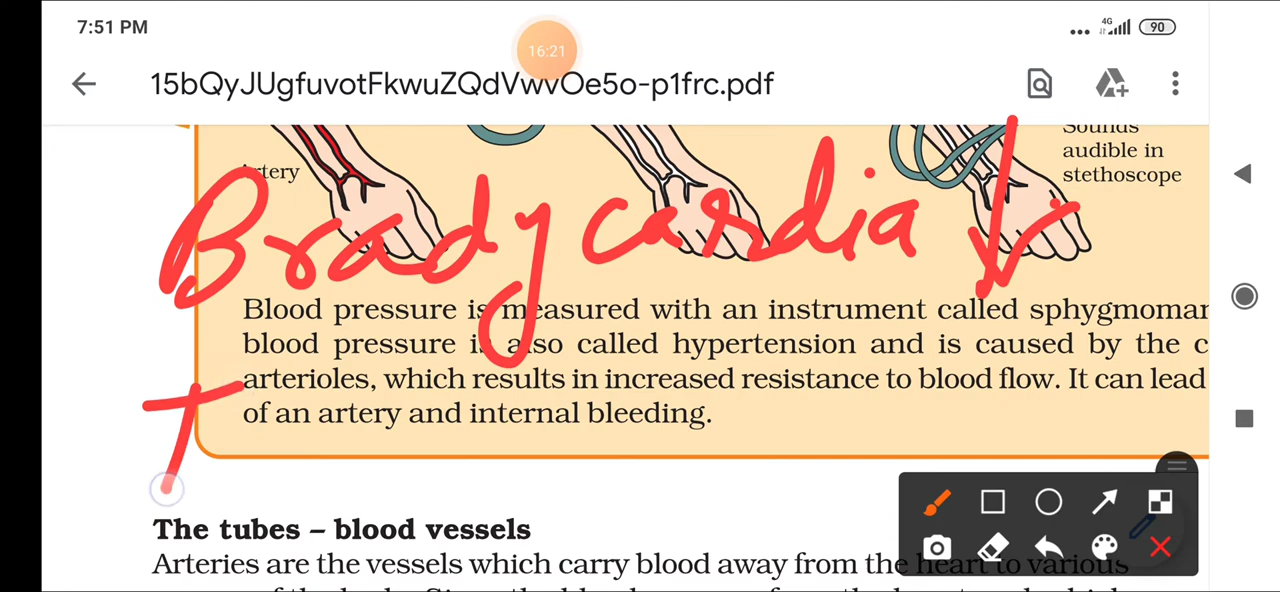 7:51 PM
4G
90
16:21
15bQyJUgfuvotFkwuZQdVwvOe5o-p1frc.pdf
Artery
Sounds
audible in
stethoscope
Bradycardia ↓
Blood pressure is measured with an instrument called sphygmomar
blood pressure is also called hypertension and is caused by the c
arterioles, which results in increased resistance to blood flow. It can lead
of an artery and internal bleeding.
T
The tubes – blood vessels
Arteries are the vessels which carry blood away from the heart to various